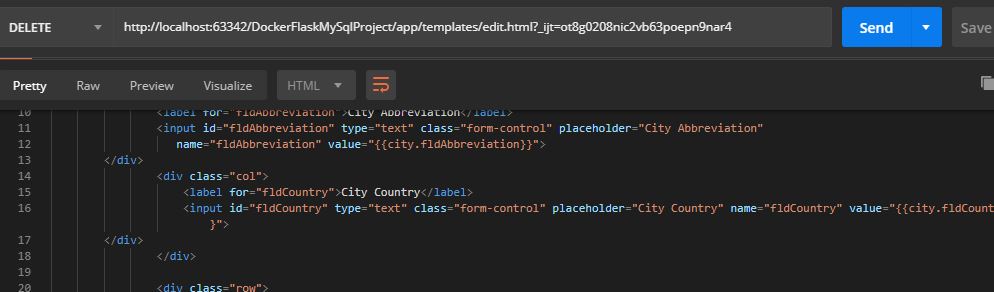 DELETE http://localhost:63342/DockerFlaskMySqlProject/app/templates/edit.html?_ijt=ot8g0208nic2vb63poepn9nar4 Send Save
Pretty Raw Preview Visualize HTML
10 <label for="fldAbbreviation">City Abbreviation</label>
11 <input id="fldAbbreviation" type="text" class="form-control" placeholder="City Abbreviation"
12 name="fldAbbreviation" value="{{city.fldAbbreviation}}">
13 </div>
14 <div class="col">
15 <label for="fldCountry">City Country</label>
16 <input id="fldCountry" type="text" class="form-control" placeholder="City Country" name="fldCountry" value="{{city.fldCount
}">
17 </div>
18 </div>
19
20 <div class="row">